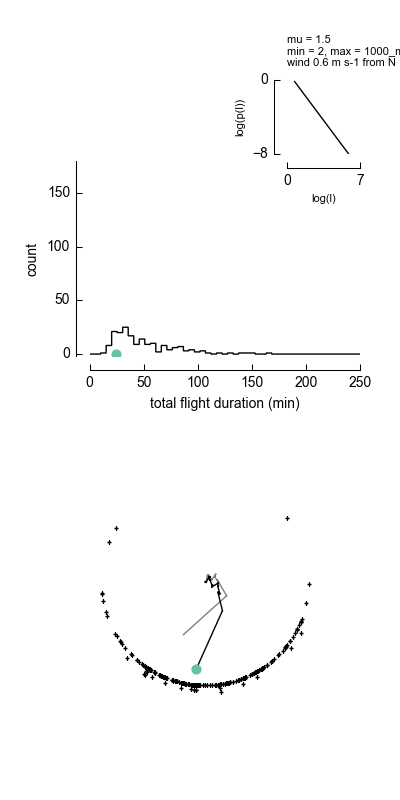 mu = 1.5
min = 2, max = 1000_m
wind 0.6 m s-1 from N
0
log(p(l))
−8
0 7
log(l)
150
100
count
50
0
0 50 100 150 200 250
total flight duration (min)